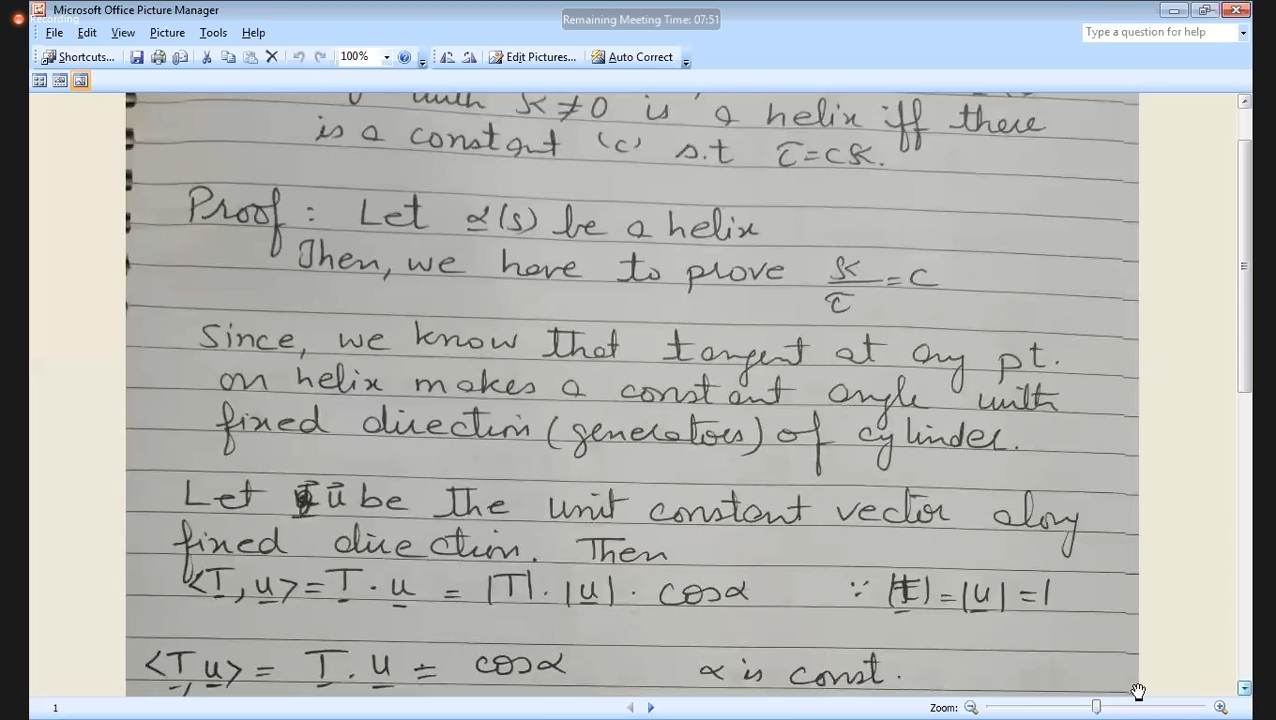 Recording
Microsoft Office Picture Manager
Remaining Meeting Time: 07:51
File Edit View Picture Tools Help
Type a question for help
Shortcuts... 100% Edit Pictures... Auto Correct
with κ≠0 is a helix iff there
is a constant 'c' s.t τ=cκ.
Proof : Let α(s) be a helix
Then, we have to prove κ/τ = c
Since, we know that tangent at any pt.
on helix makes a constant angle with
fixed direction (generators) of cylinder.
Let u⃗ be the unit constant vector along
fixed direction. Then
<T, u> = T · u = |T| · |u| · cosα ∵ |t| = |u| = 1
<T, u> = T · u = cosα α is const.
1
Zoom: